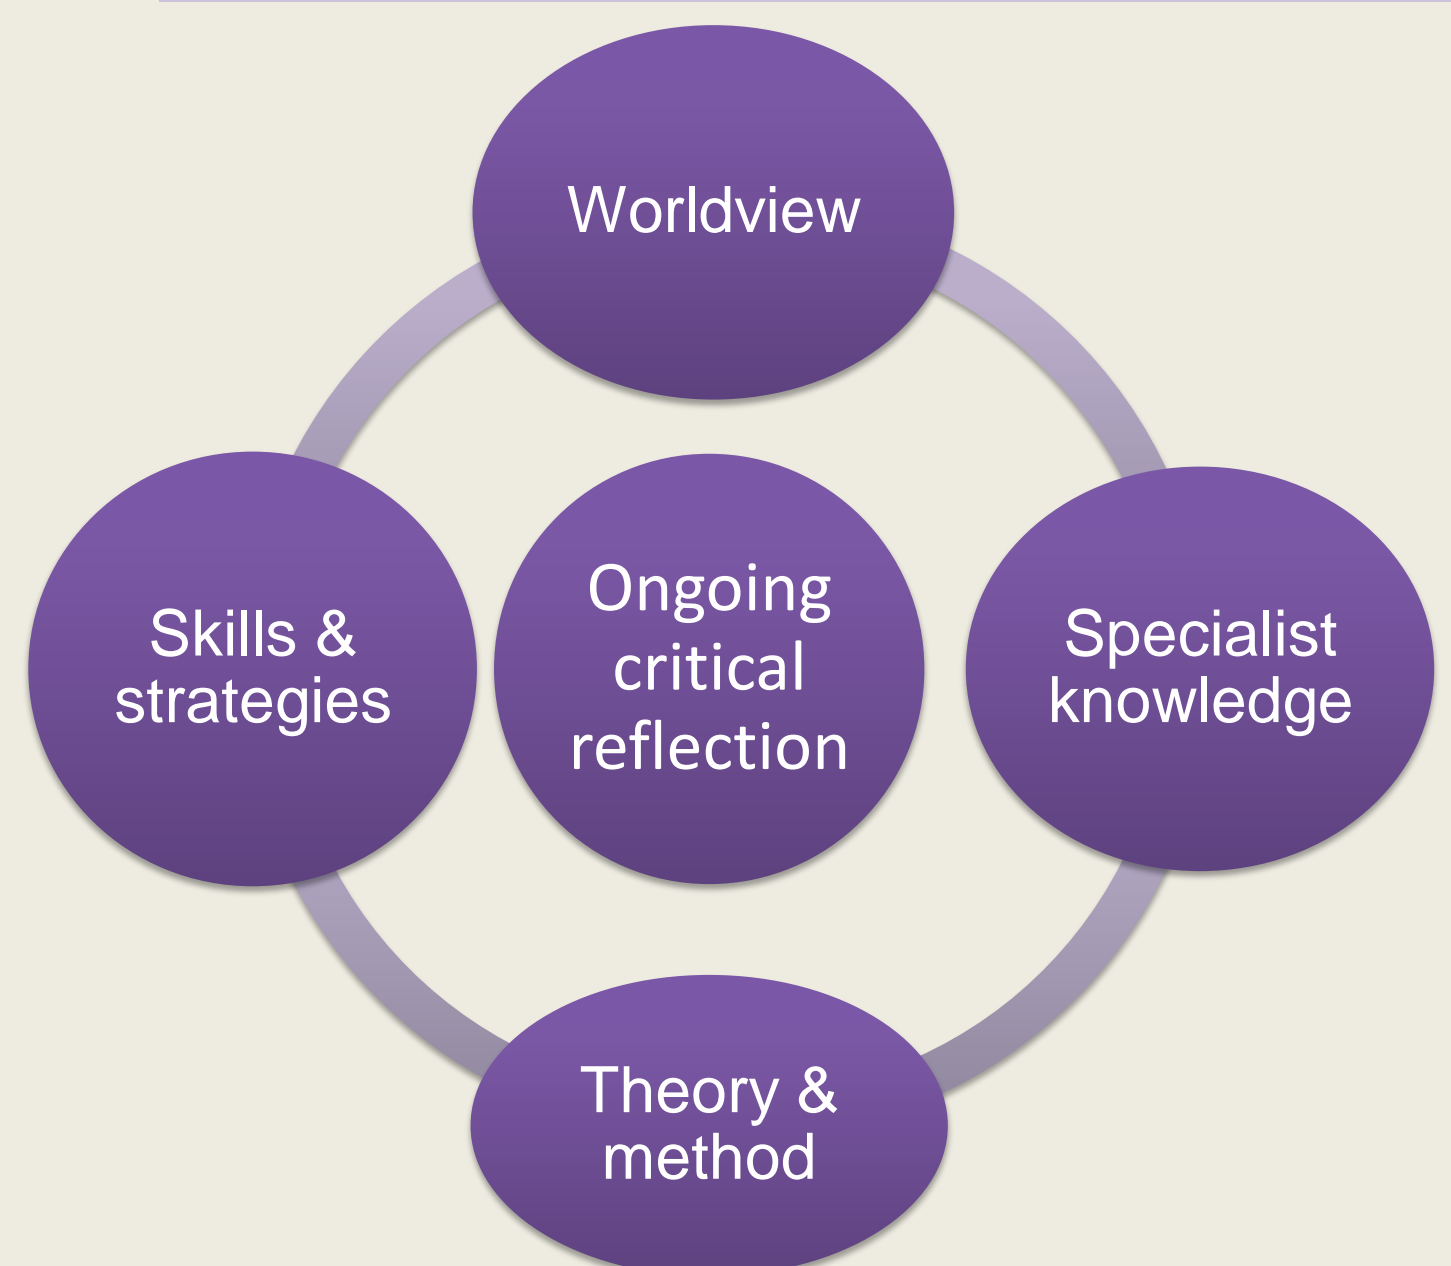 Worldview
Skills &
strategies
Ongoing
critical
reflection
Specialist
knowledge
Theory &
method